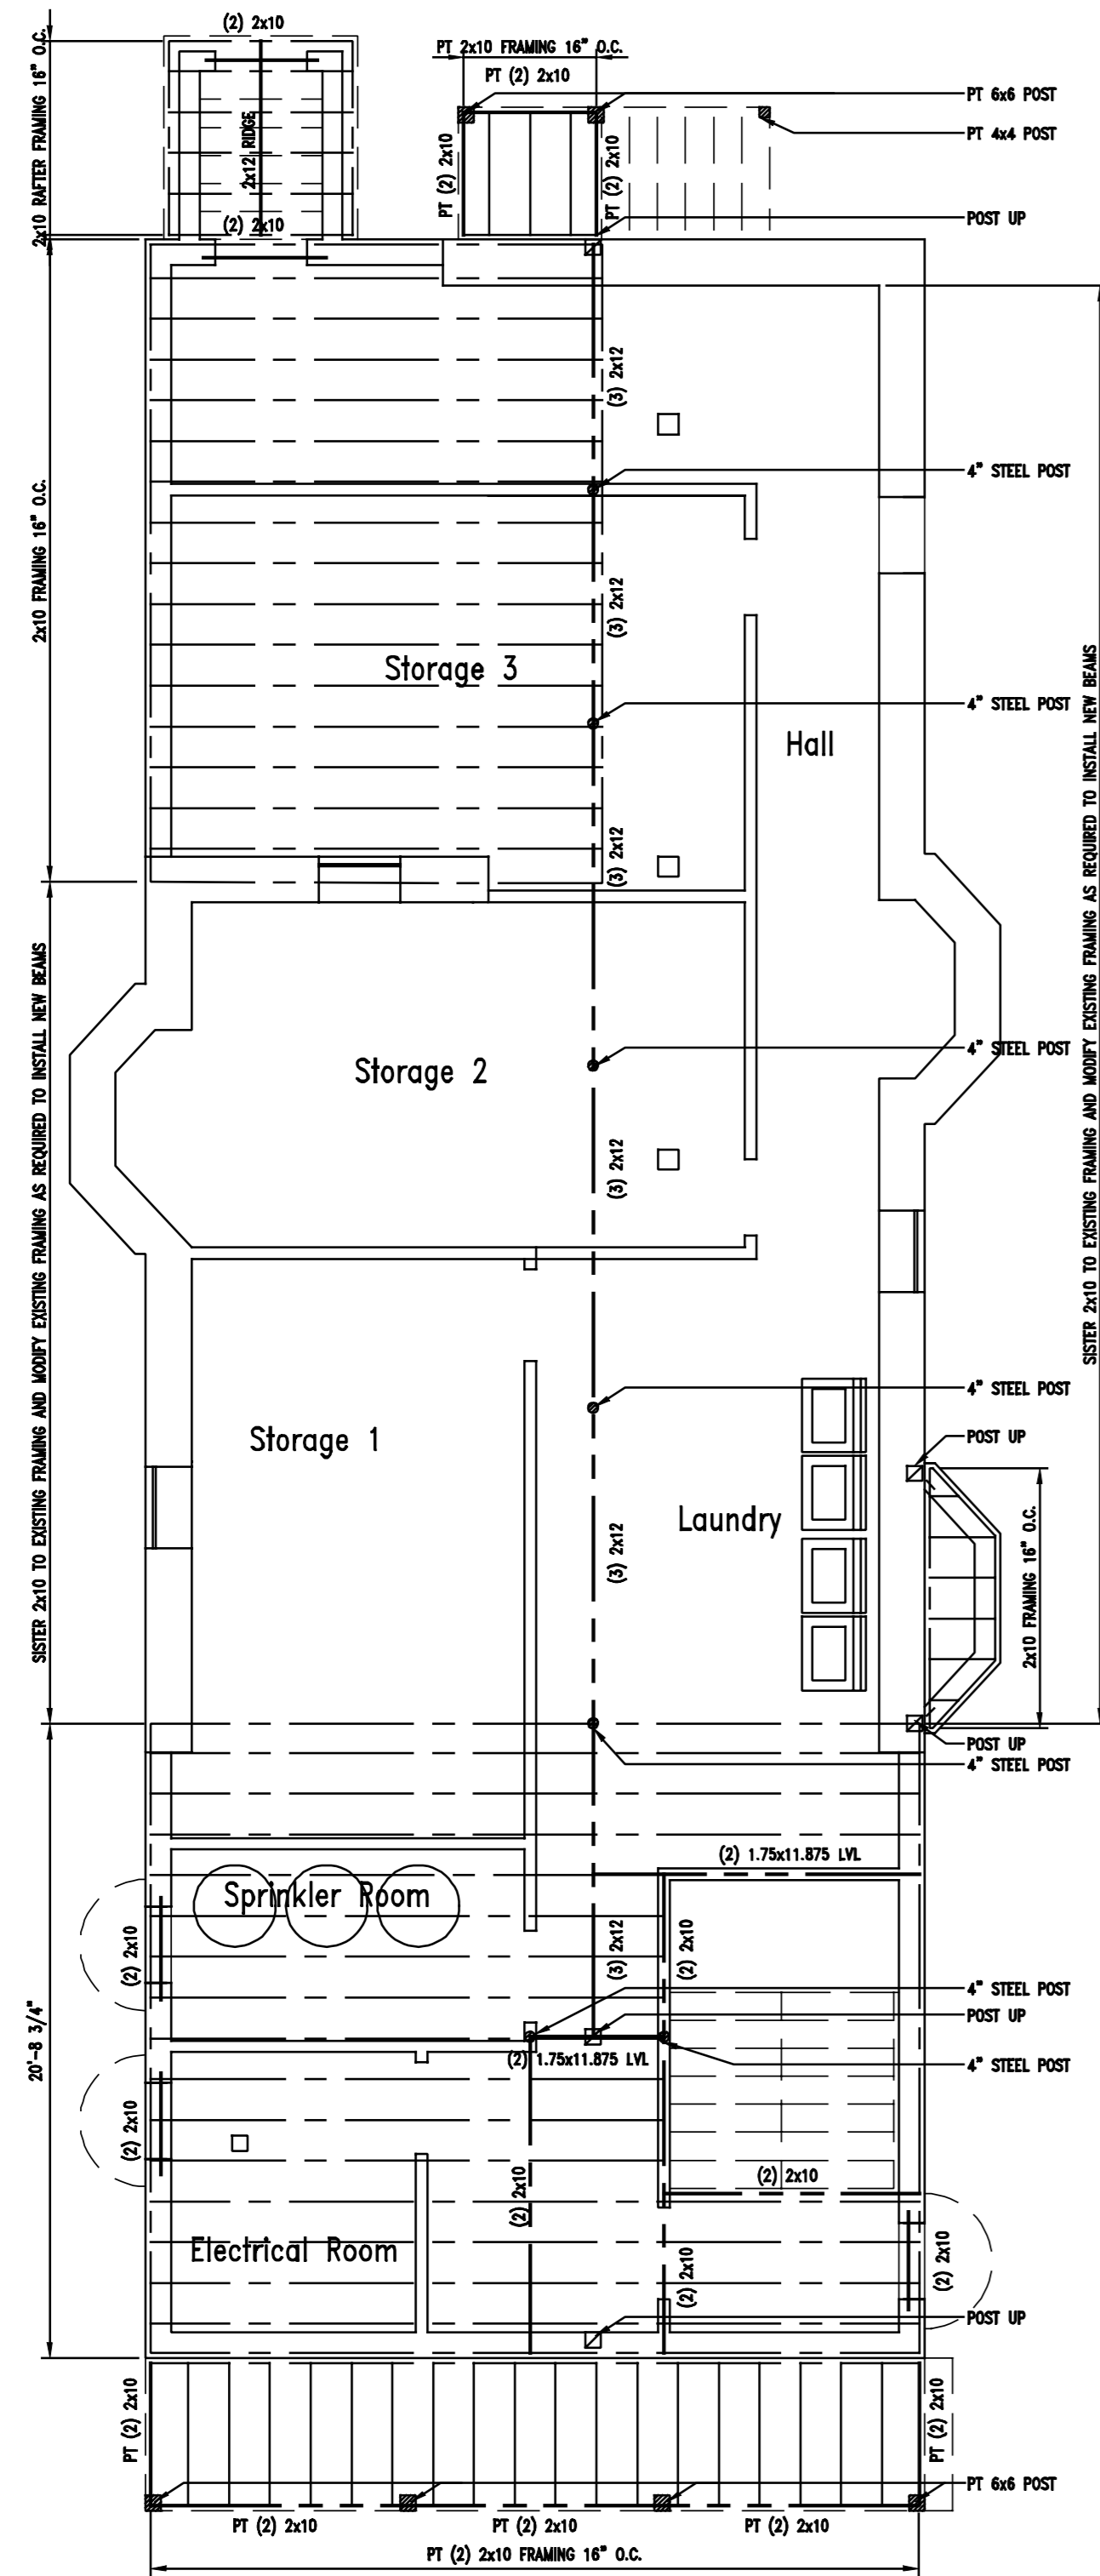 (2) 2x10
2x10 RAFTER FRAMING 16" O.C.
2x12 RIDGE
(2) 2x10
PT 2x10 FRAMING 16" O.C.
PT (2) 2x10
PT (2) 2x10
PT (2) 2x10
PT 6x6 POST
PT 4x4 POST
POST UP
2x10 FRAMING 16" O.C.
(3) 2x12
4" STEEL POST
(3) 2x12
Storage 3
4" STEEL POST
Hall
(3) 2x12
SISTER 2x10 TO EXISTING FRAMING AND MODIFY EXISTING FRAMING AS REQUIRED TO INSTALL NEW BEAMS
SISTER 2x10 TO EXISTING FRAMING AND MODIFY EXISTING FRAMING AS REQUIRED TO INSTALL NEW BEAMS
Storage 2
4" STEEL POST
(3) 2x12
4" STEEL POST
Storage 1
POST UP
Laundry
(3) 2x12
2x10 FRAMING 16" O.C.
POST UP
4" STEEL POST
(2) 1.75x11.875 LVL
Sprinkler Room
(2) 2x10
(3) 2x12
(2) 2x10
4" STEEL POST
POST UP
20'-8 3/4"
(2) 1.75x11.875 LVL
4" STEEL POST
(2) 2x10
(2) 2x10
(2) 2x10
Electrical Room
(2) 2x10
(2) 2x10
POST UP
PT (2) 2x10
PT (2) 2x10
PT 6x6 POST
PT (2) 2x10
PT (2) 2x10
PT (2) 2x10
PT (2) 2x10 FRAMING 16" O.C.